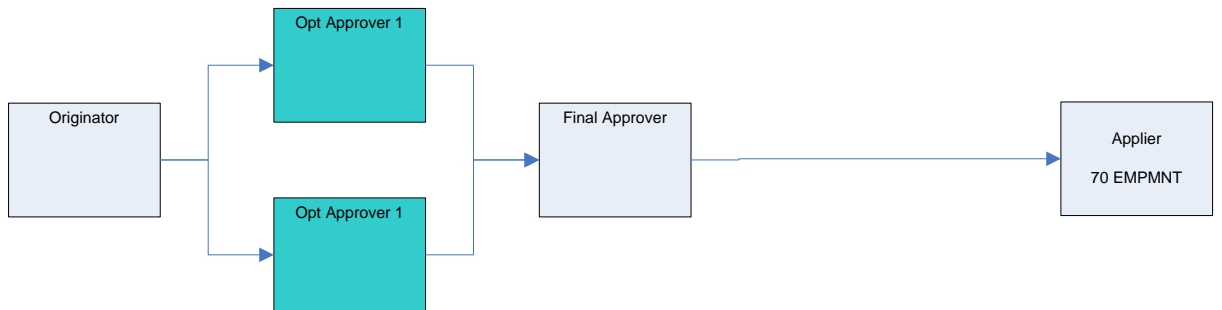 Opt Approver 1
Originator
Final Approver
Applier
70 EMPMNT
Opt Approver 1